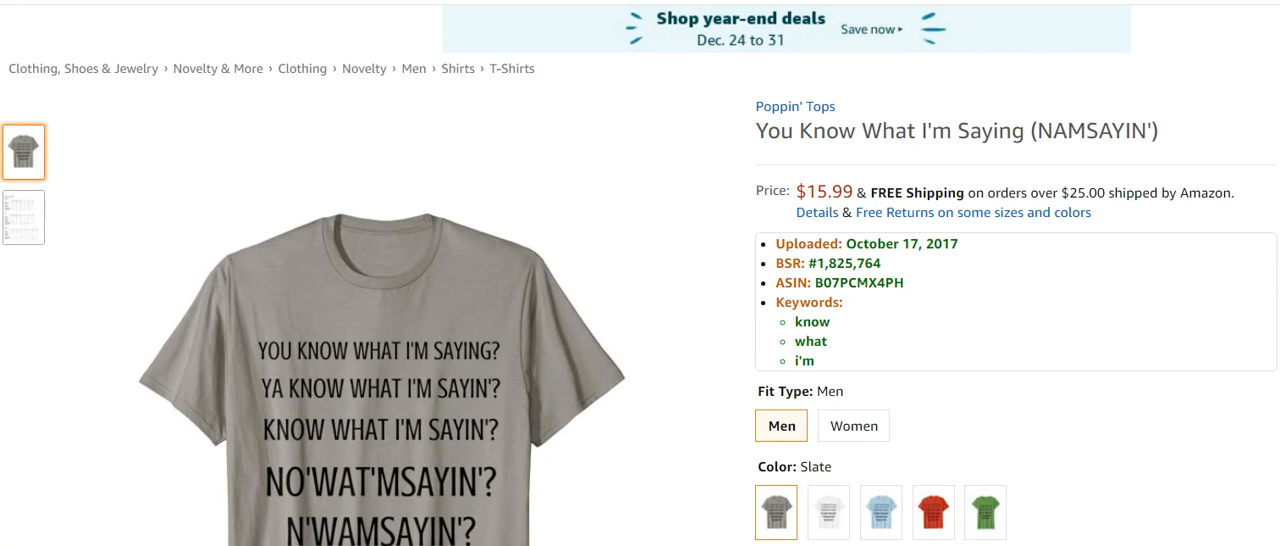 Shop year-end deals
Dec. 24 to 31
Save now ▸
Clothing, Shoes & Jewelry › Novelty & More › Clothing › Novelty › Men › Shirts › T-Shirts
Poppin' Tops
You Know What I'm Saying (NAMSAYIN')
Price: $15.99 & FREE Shipping on orders over $25.00 shipped by Amazon.
Details & Free Returns on some sizes and colors
• Uploaded: October 17, 2017
• BSR: #1,825,764
• ASIN: B07PCMX4PH
• Keywords:
◦ know
◦ what
◦ i'm
Fit Type: Men
Men Women
Color: Slate
YOU KNOW WHAT I'M SAYING?
YA KNOW WHAT I'M SAYIN'?
KNOW WHAT I'M SAYIN'?
NO'WAT'MSAYIN'?
N'WAMSAYIN'?